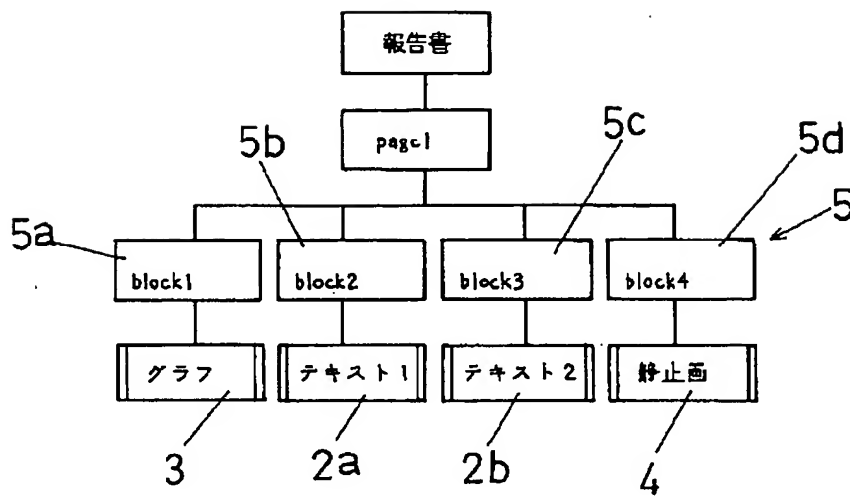 報告書
page1
5a
5b
5c
5d
5
block1
block2
block3
block4
グラフ
テキスト1
テキスト2
静止画
3
2a
2b
4